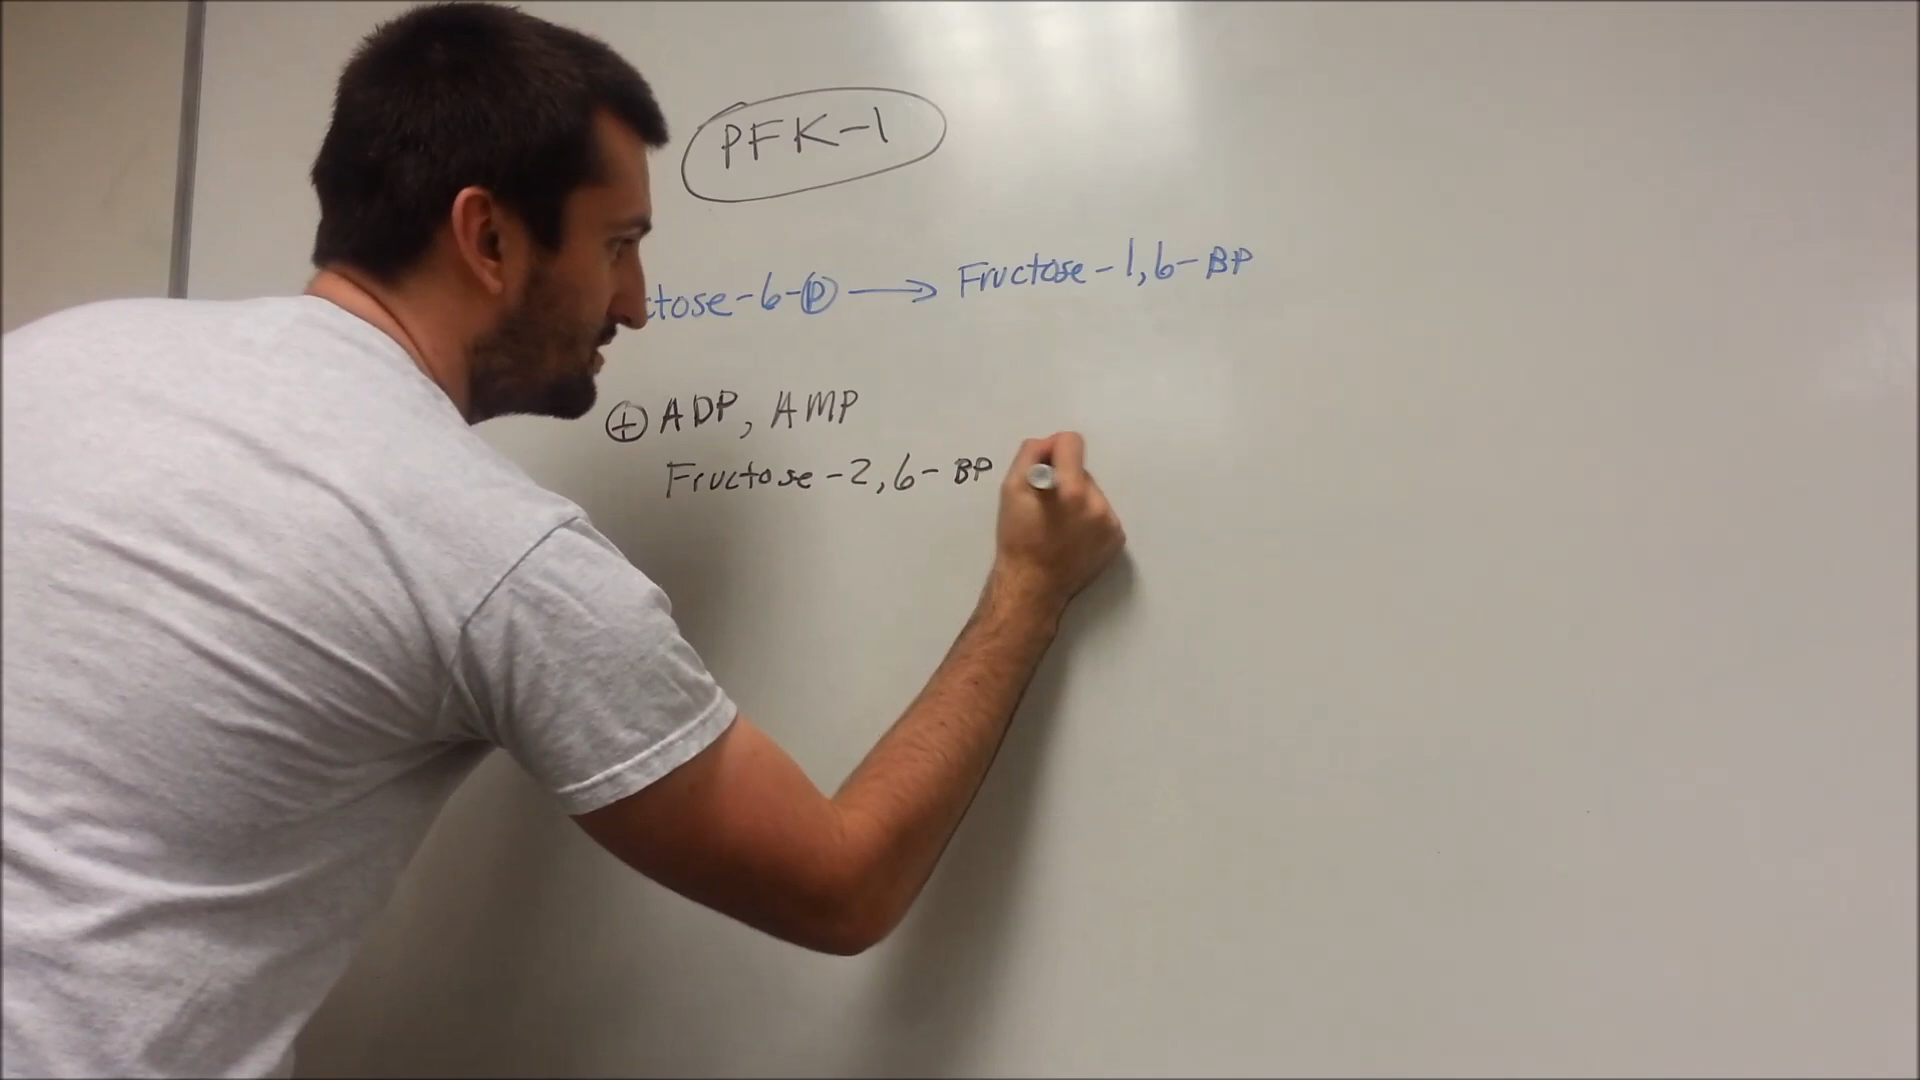 PFK-1
ctose-6-P → Fructose-1,6-BP
+ ADP, AMP
Fructose-2,6-BP